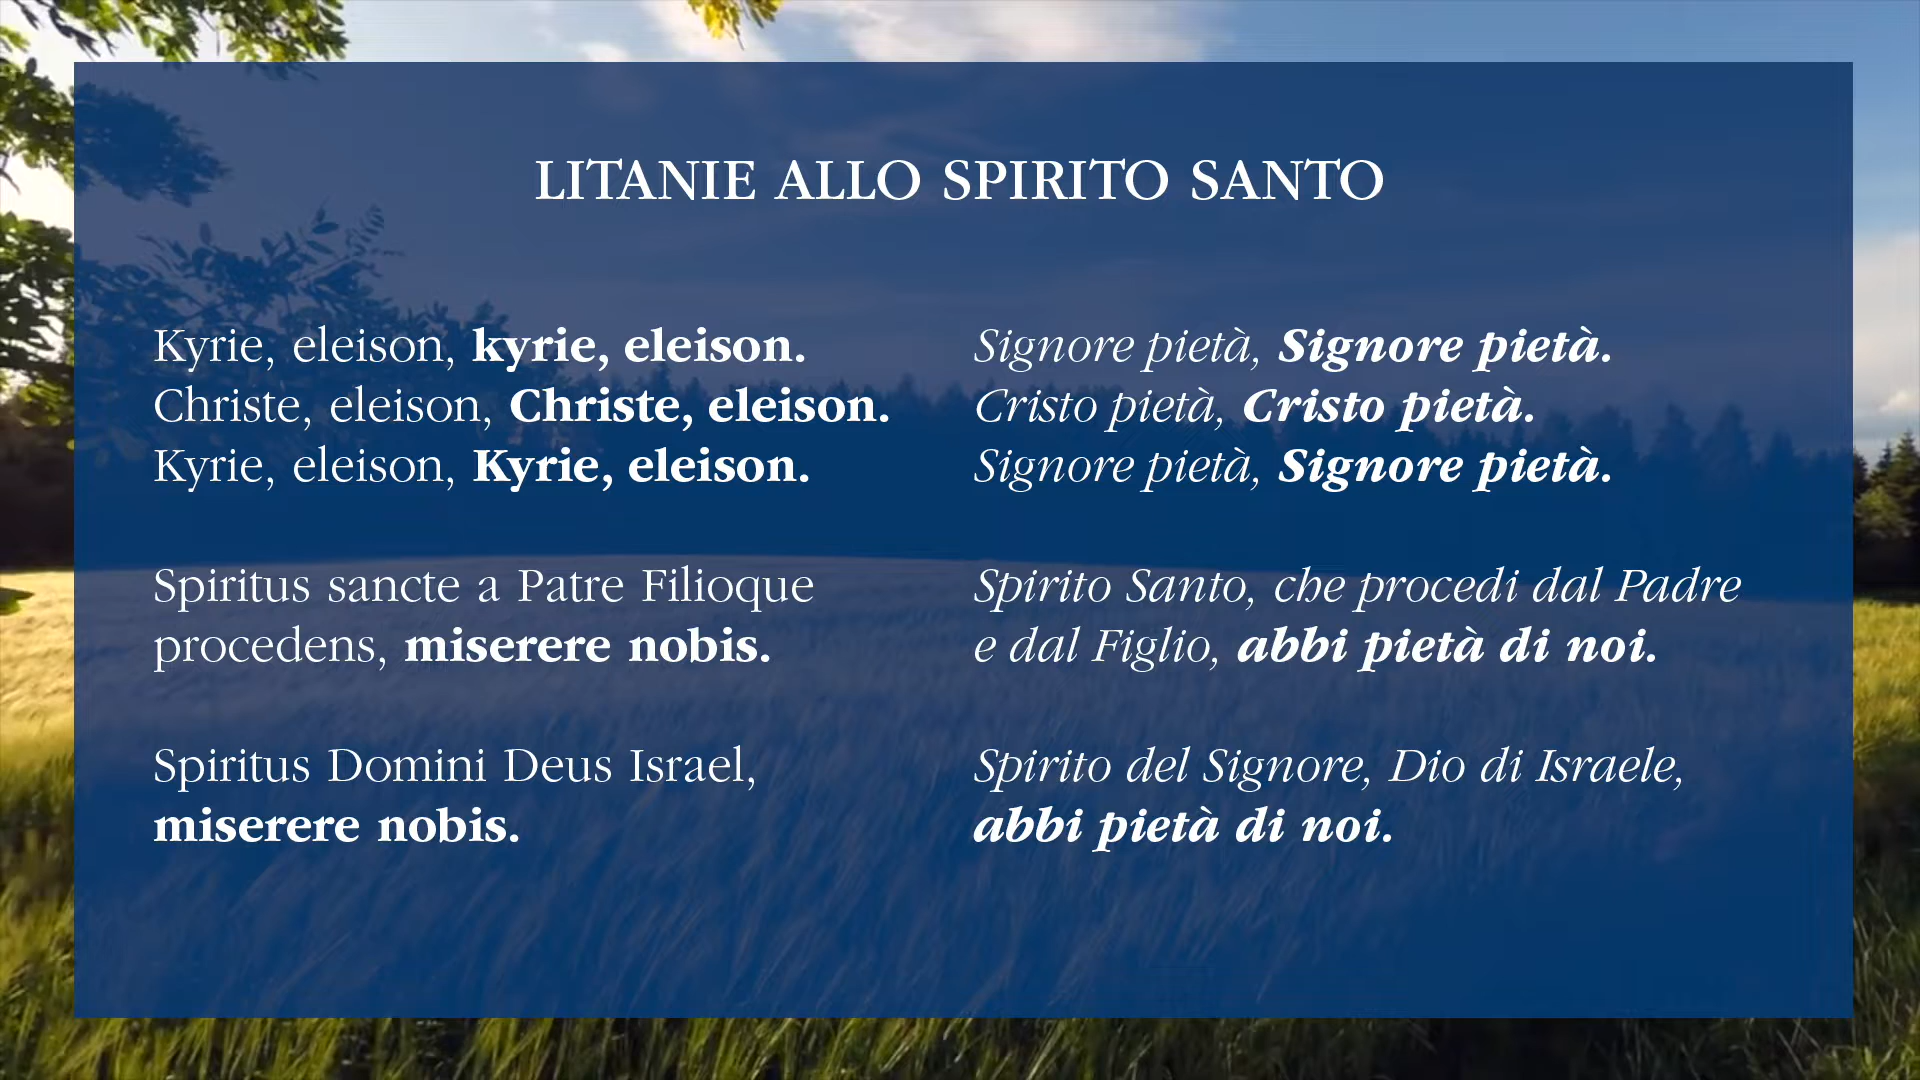 LITANIE ALLO SPIRITO SANTO
Kyrie, eleison, kyrie, eleison.
Christe, eleison, Christe, eleison.
Kyrie, eleison, Kyrie, eleison.
Spiritus sancte a Patre Filioque
procedens, miserere nobis.
Spiritus Domini Deus Israel,
miserere nobis.
Signore pietà, Signore pietà.
Cristo pietà, Cristo pietà.
Signore pietà, Signore pietà.
Spirito Santo, che procedi dal Padre
e dal Figlio, abbi pietà di noi.
Spirito del Signore, Dio di Israele,
abbi pietà di noi.